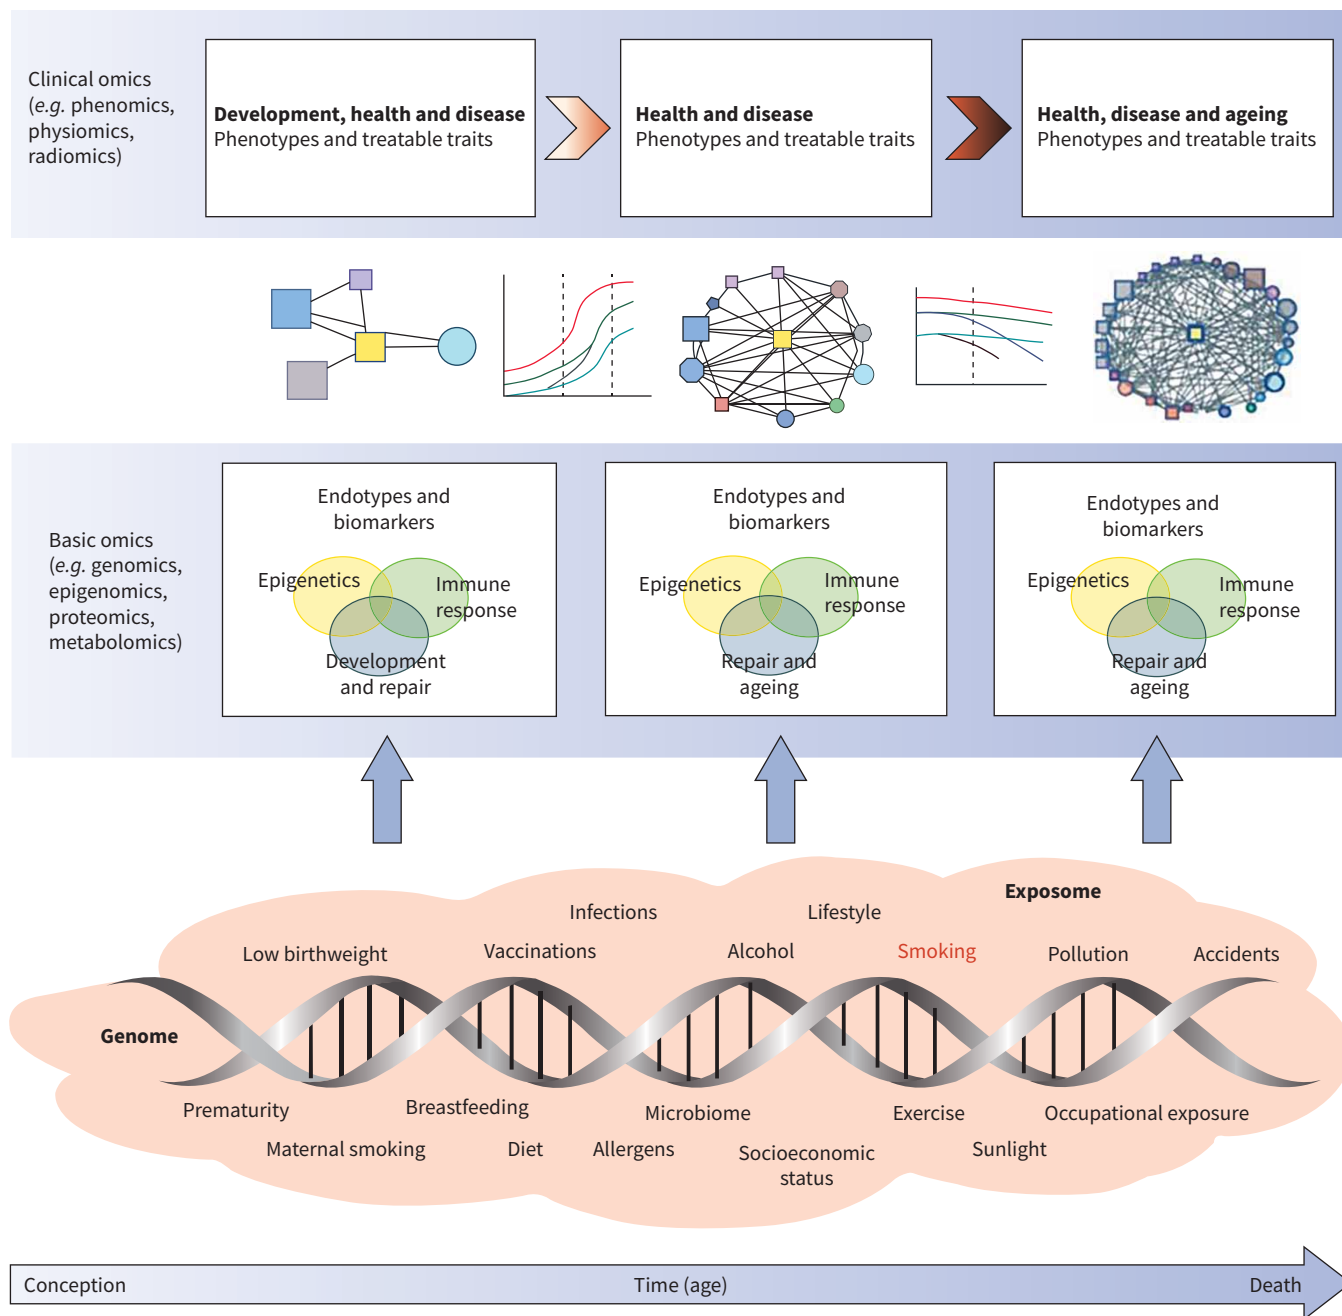 Clinical omics
(e.g. phenomics,
physiomics,
radiomics)
Development, health and disease
Phenotypes and treatable traits
Health and disease
Phenotypes and treatable traits
Health, disease and ageing
Phenotypes and treatable traits
Basic omics
(e.g. genomics,
epigenomics,
proteomics,
metabolomics)
Endotypes and
biomarkers
Epigenetics
Immune
response
Development
and repair
Endotypes and
biomarkers
Epigenetics
Immune
response
Repair and
ageing
Endotypes and
biomarkers
Epigenetics
Immune
response
Repair and
ageing
Exposome
Infections
Lifestyle
Low birthweight
Vaccinations
Alcohol
Smoking
Pollution
Accidents
Genome
Prematurity
Breastfeeding
Microbiome
Exercise
Occupational exposure
Maternal smoking
Diet
Allergens
Socioeconomic
status
Sunlight
Conception
Time (age)
Death